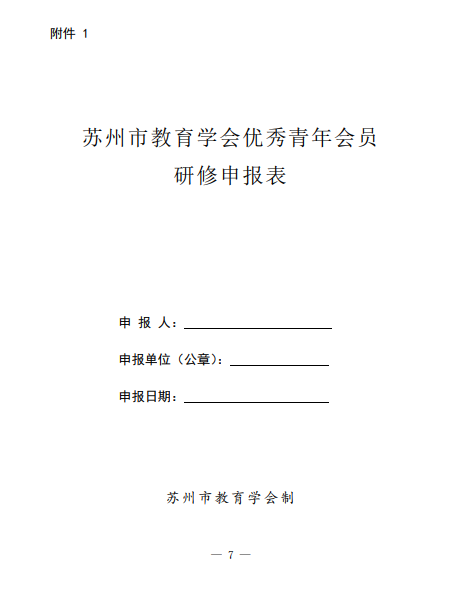 附件 1
苏州市教育学会优秀青年会员
研修申报表
申 报 人：
申报单位（公章）：
申报日期：
苏州市教育学会制
— 7 —